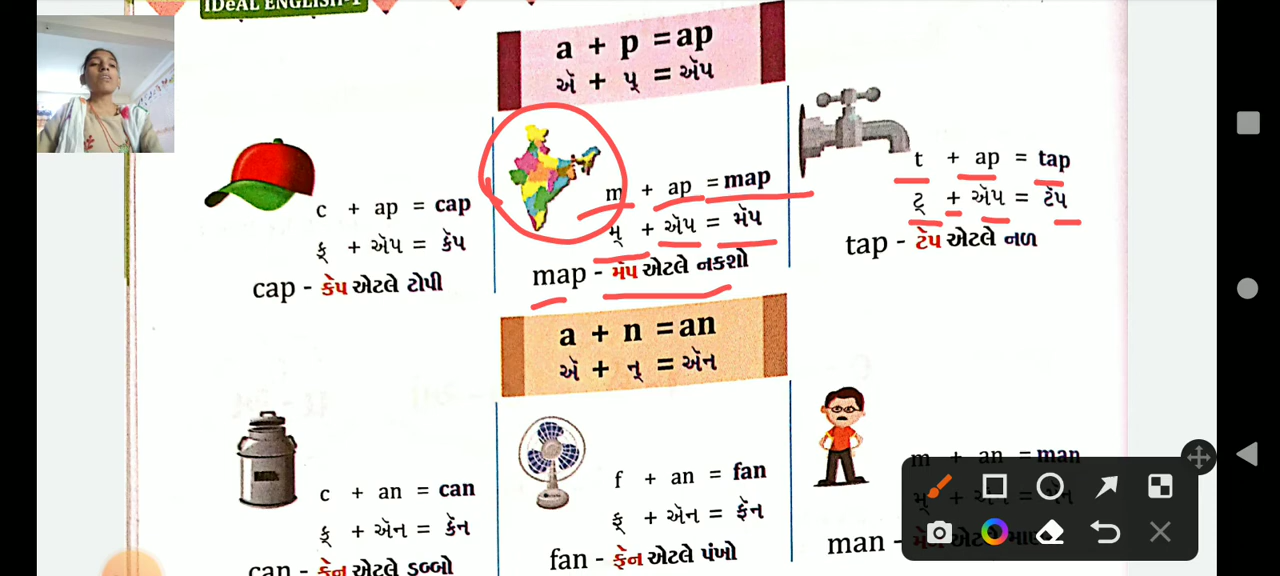 IDeAL ENGLISH-1
a + p = ap
ઍ + પ્ = ઍપ
c + ap = cap
ક્ + ઍપ = કૅપ
cap - કેપ એટલે ટોપી
m + ap = map
મ્ + ઍપ = મૅપ
map - મેપ એટલે નકશો
t + ap = tap
ટ્ + ઍપ = ટૅપ
tap - ટેપ એટલે નળ
a + n = an
ઍ + ન્ = ઍન
c + an = can
ક્ + ઍન = કૅન
can - કેન એટલે ડબ્બો
f + an = fan
ફ્ + ઍન = ફૅન
fan - ફેન એટલે પંખો
m + an = man
મ્ + ઍન = મૅન
man - મેન એટલે